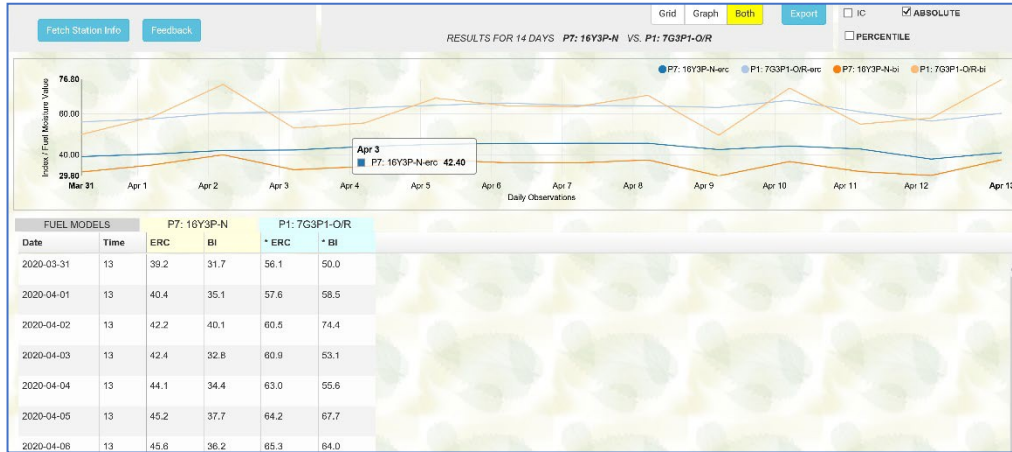 Grid Graph Both Export IC ABSOLUTE
Fetch Station Info Feedback
RESULTS FOR 14 DAYS P7: 16Y3P-N VS. P1: 7G3P1-O/R
PERCENTILE
P7: 16Y3P-N-erc P1: 7G3P1-O/R-erc P7: 16Y3P-N-bi P1: 7G3P1-O/R-bi
Index / Fuel Moisture Value
76.80
60.00
40.00
29.80
Apr 3
P7: 16Y3P-N-erc 42.40
Mar 31 Apr 1 Apr 2 Apr 3 Apr 4 Apr 5 Apr 6 Apr 7 Apr 8 Apr 9 Apr 10 Apr 11 Apr 12 Apr 13
Daily Observations
FUEL MODELS P7: 16Y3P-N P1: 7G3P1-O/R
Date Time ERC BI * ERC * BI
2020-03-31 13 39.2 31.7 56.1 50.0
2020-04-01 13 40.4 35.1 57.6 58.5
2020-04-02 13 42.2 40.1 60.5 74.4
2020-04-03 13 42.4 32.8 60.9 53.1
2020-04-04 13 44.1 34.4 63.0 55.6
2020-04-05 13 45.2 37.7 64.2 67.7
2020-04-06 13 45.6 36.2 65.3 64.0